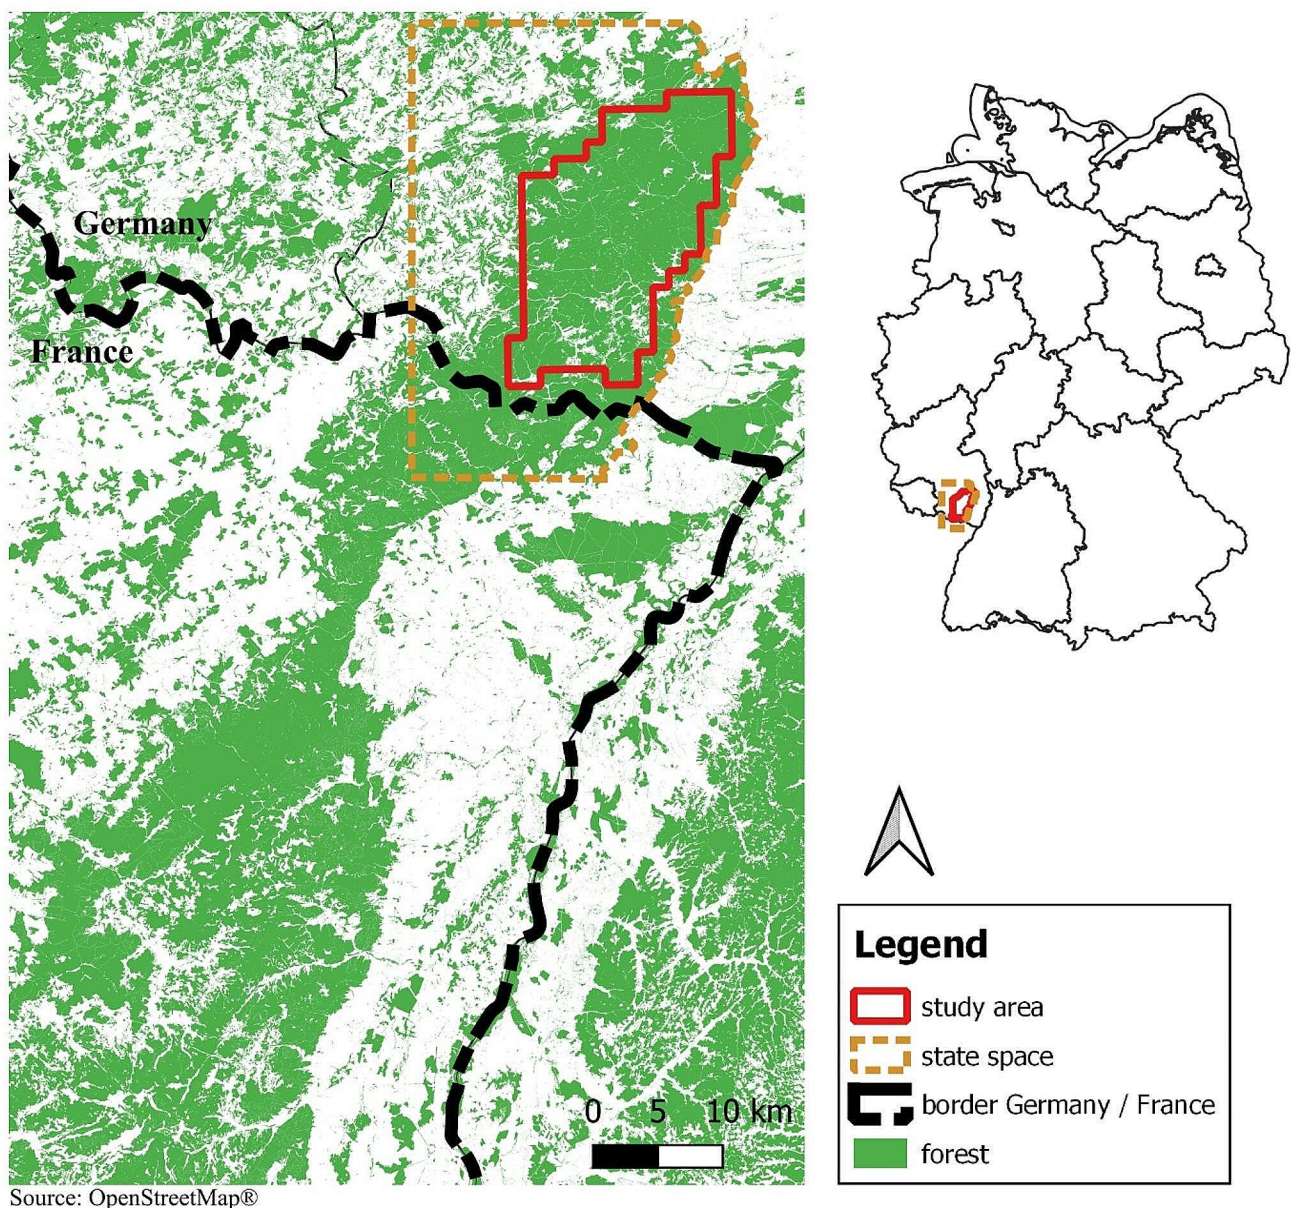 Germany
France
0 5 10 km
Legend
study area
state space
border Germany / France
forest
Source: OpenStreetMap®